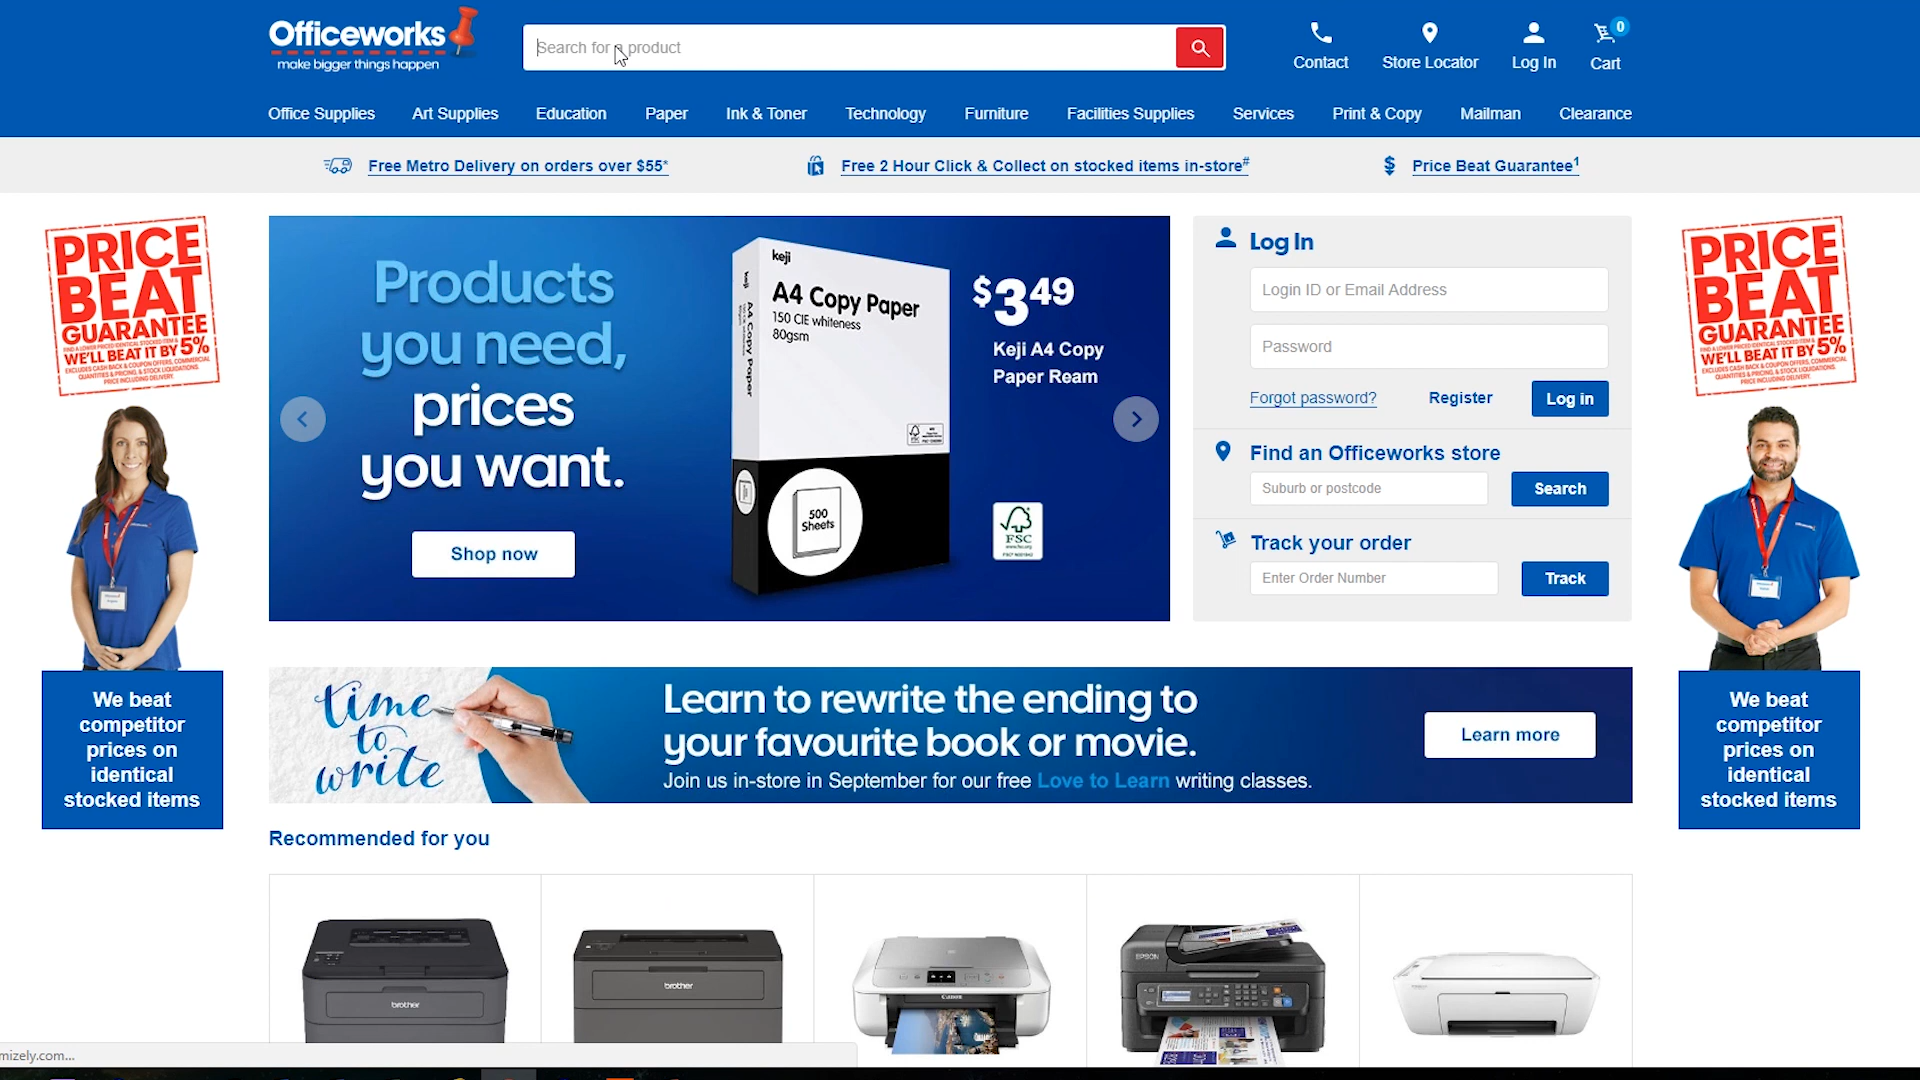 Officeworks
make bigger things happen
Search for a product
Contact
Store Locator
Log In
0
Cart
Office Supplies
Art Supplies
Education
Paper
Ink & Toner
Technology
Furniture
Facilities Supplies
Services
Print & Copy
Mailman
Clearance
Free Metro Delivery on orders over $55*
Free 2 Hour Click & Collect on stocked items in-store#
Price Beat Guarantee1
PRICE
BEAT
GUARANTEE
FIND A LOWER PRICED IDENTICAL STOCKED ITEM &
WE'LL BEAT IT BY 5%
EXCLUDES CASH BACK & COUPON OFFERS, COMMERCIAL
QUANTITIES & PRICING, & STOCK LIQUIDATIONS.
PRICE INCLUDING DELIVERY.
We beat
competitor
prices on
identical
stocked items
Products
you need,
prices
you want.
Shop now
keji
A4 Copy Paper
150 CIE whiteness
80gsm
keji
A4 Copy Paper
500
Sheets
$349
Keji A4 Copy
Paper Ream
FSC
Log In
Login ID or Email Address
Password
Forgot password?
Register
Log in
Find an Officeworks store
Suburb or postcode
Search
Track your order
Enter Order Number
Track
PRICE
BEAT
GUARANTEE
FIND A LOWER PRICED IDENTICAL STOCKED ITEM &
WE'LL BEAT IT BY 5%
EXCLUDES CASH BACK & COUPON OFFERS, COMMERCIAL
QUANTITIES & PRICING, & STOCK LIQUIDATIONS.
PRICE INCLUDING DELIVERY.
We beat
competitor
prices on
identical
stocked items
time
to
write
Learn to rewrite the ending to
your favourite book or movie.
Join us in-store in September for our free Love to Learn writing classes.
Learn more
Recommended for you
brother
brother
Canon
EPSON
mizely.com...